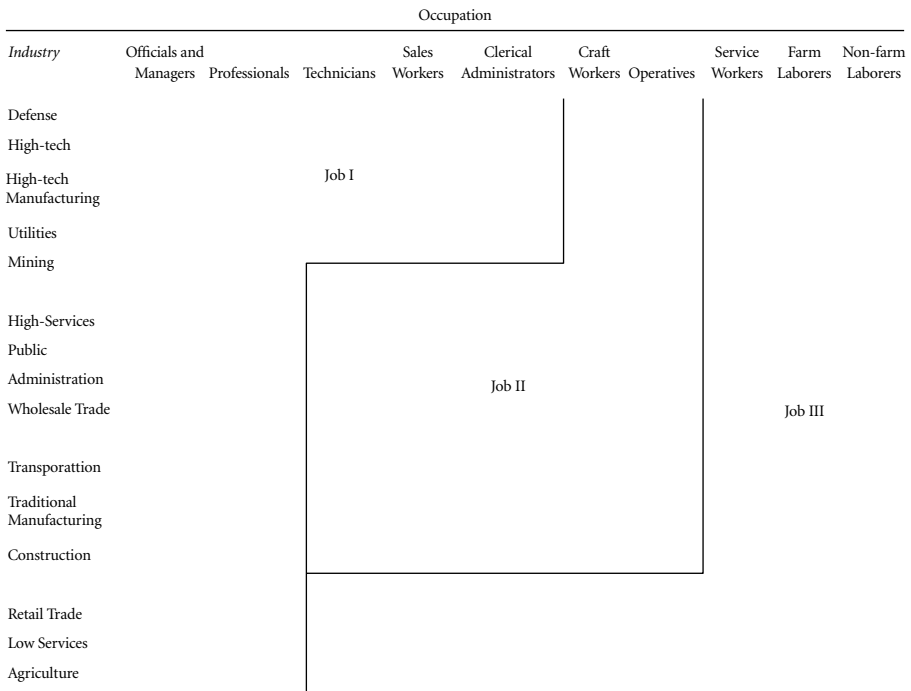 Occupation
Industry
Officials and Managers
Professionals
Technicians
Sales Workers
Clerical Administrators
Craft Workers
Operatives
Service Workers
Farm Laborers
Non-farm Laborers
Defense
High-tech
High-tech
Manufacturing
Utilities
Mining
High-Services
Public
Administration
Wholesale Trade
Transporattion
Traditional
Manufacturing
Construction
Retail Trade
Low Services
Agriculture
Job I
Job II
Job III